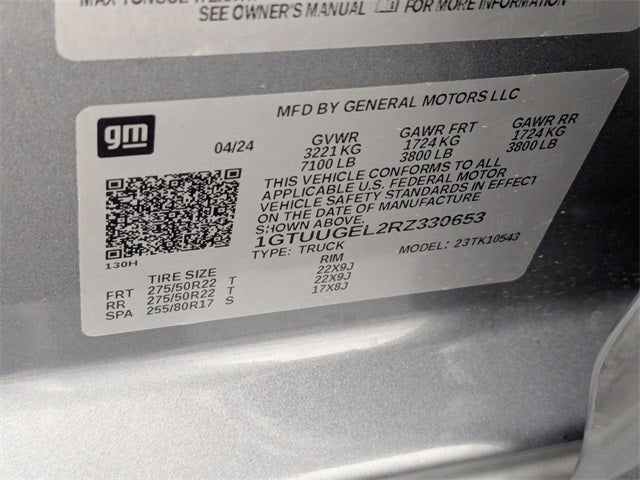 MAX TONGUE WEIGHT
SEE OWNER'S MANUAL FOR MORE INFORMATION
gm
MFD BY GENERAL MOTORS LLC
04/24 GVWR GAWR FRT GAWR RR
3221 KG 1724 KG 1724 KG
7100 LB 3800 LB 3800 LB
THIS VEHICLE CONFORMS TO ALL
APPLICABLE U.S. FEDERAL MOTOR
VEHICLE SAFETY STANDARDS IN EFFECT
ON THE DATE OF MANUFACTURE
SHOWN ABOVE.
1GTUUGEL2RZ330653
TYPE: TRUCK MODEL: 23TK10543
130H
TIRE SIZE RIM
FRT 275/50R22 T 22X9J
RR 275/50R22 T 22X9J
SPA 255/80R17 S 17X8J